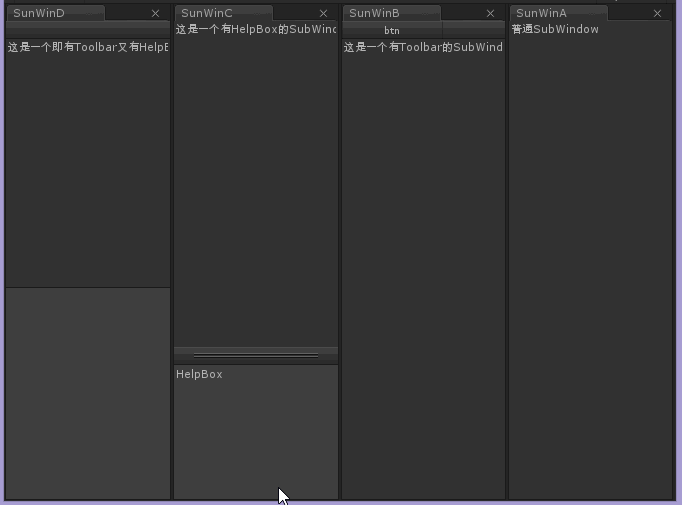 SunWinD
SunWinC
SunWinB
SunWinA
btn
这是一个即有Toolbar又有HelpB
这是一个有HelpBox的SubWind
这是一个有Toolbar的SubWind
普通SubWindow
HelpBox